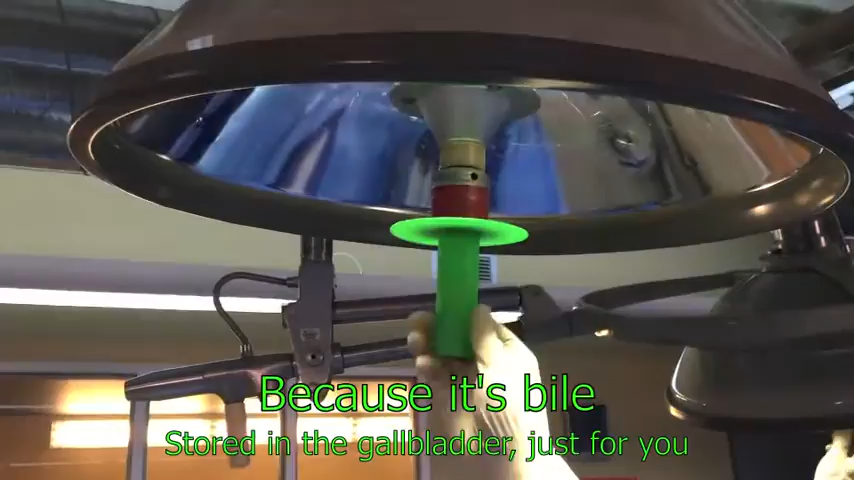 Because it's bile
Stored in the gallbladder, just for you